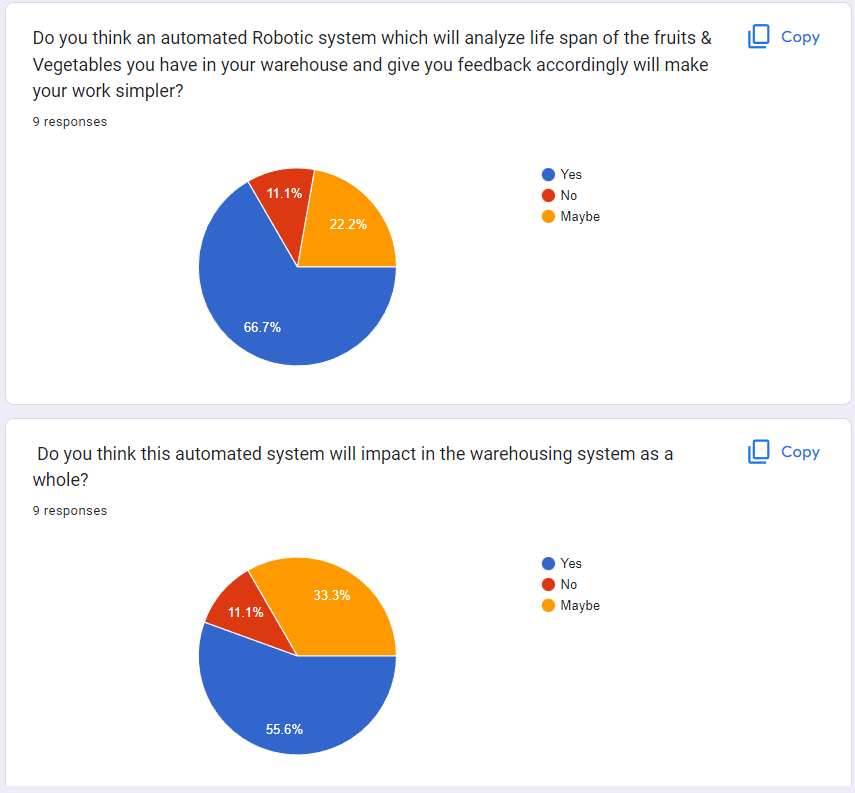 Do you think an automated Robotic system which will analyze life span of the fruits &
Vegetables you have in your warehouse and give you feedback accordingly will make
your work simpler?
Copy
9 responses
Yes
No
Maybe
11.1%
22.2%
66.7%
Do you think this automated system will impact in the warehousing system as a
whole?
Copy
9 responses
Yes
No
Maybe
33.3%
11.1%
55.6%